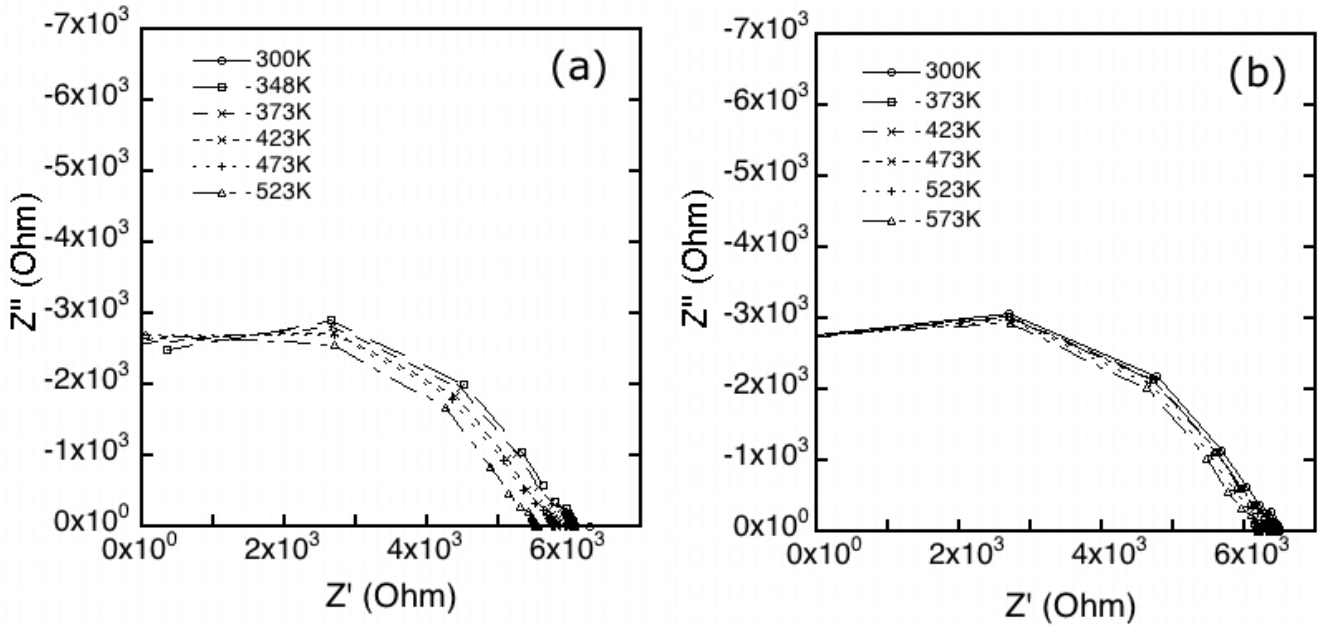 (a)
300K
348K
373K
423K
473K
523K
-7x10³
-6x10³
-5x10³
-4x10³
-3x10³
-2x10³
-1x10³
0x10⁰
Z" (Ohm)
0x10⁰ 2x10³ 4x10³ 6x10³
Z' (Ohm)
(b)
300K
373K
423K
473K
523K
573K
-7x10³
-6x10³
-5x10³
-4x10³
-3x10³
-2x10³
-1x10³
0x10⁰
Z" (Ohm)
0x10⁰ 2x10³ 4x10³ 6x10³
Z' (Ohm)